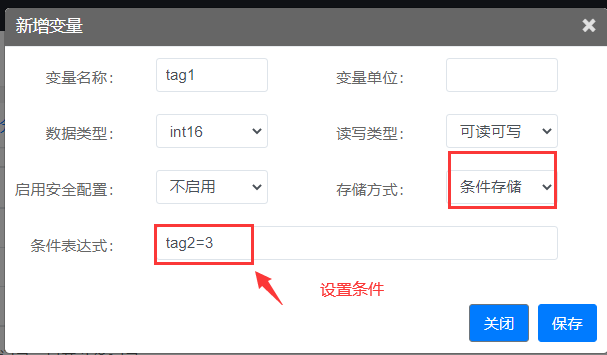 新增变量 ×
变量名称： tag1 变量单位：
数据类型： int16 读写类型： 可读可写
启用安全配置： 不启用 存储方式： 条件存储
条件表达式： tag2=3
设置条件
关闭 保存